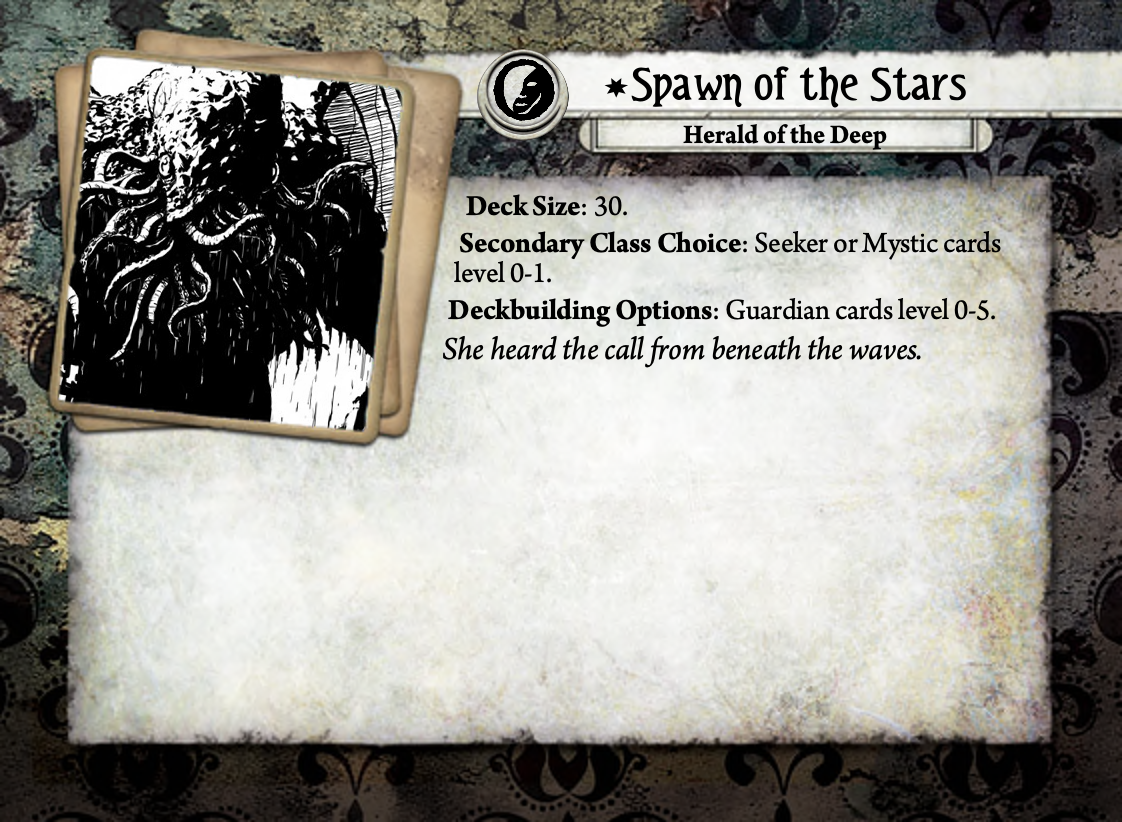 ✷Spawn of the Stars
Herald of the Deep
Deck Size: 30.
Secondary Class Choice: Seeker or Mystic cards
level 0-1.
Deckbuilding Options: Guardian cards level 0-5.
She heard the call from beneath the waves.